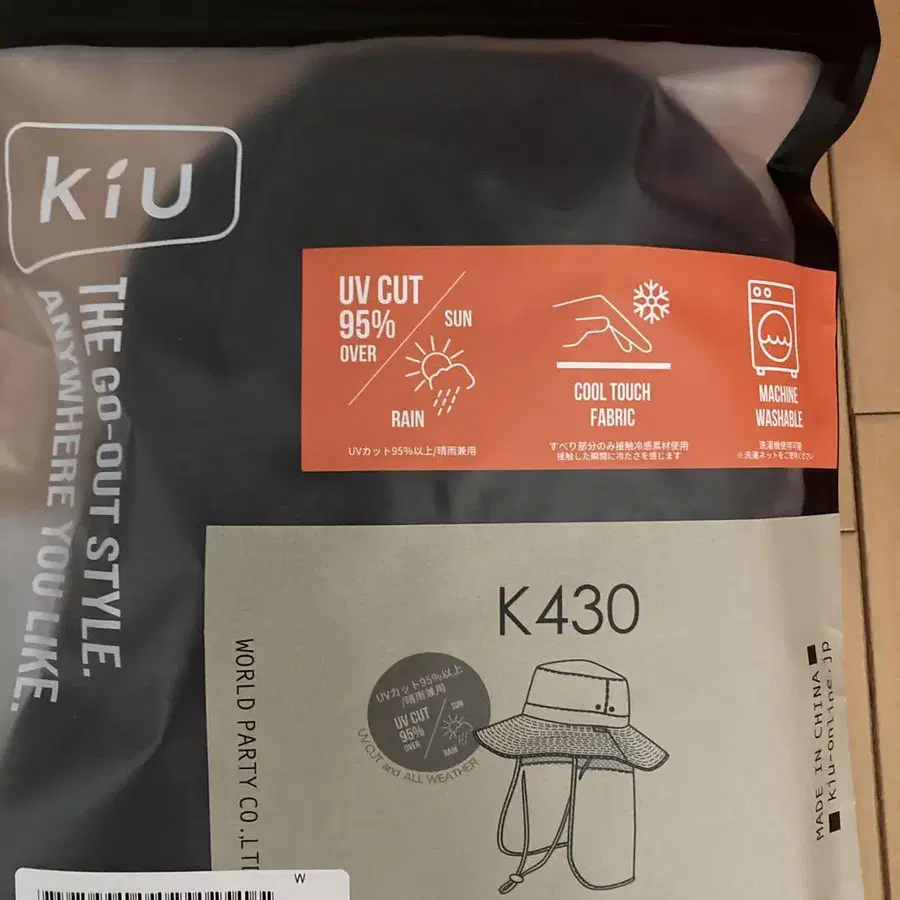 KiU
THE GO-OUT STYLE.
ANYWHERE YOU LIKE.
UV CUT
95%
OVER
SUN
RAIN
UVカット95%以上/晴雨兼用
COOL TOUCH
FABRIC
すべり部分のみ接触冷感素材使用
接触した瞬間に冷たさを感じます
MACHINE
WASHABLE
洗濯機使用可能
※洗濯ネットをご使用ください
K430
WORLD PARTY CO.,LTD
UVカット95%以上
/晴雨兼用
UV CUT
95%
OVER
SUN
RAIN
UV CUT and ALL WEATHER
MADE IN CHINA
kiu-online.jp
W